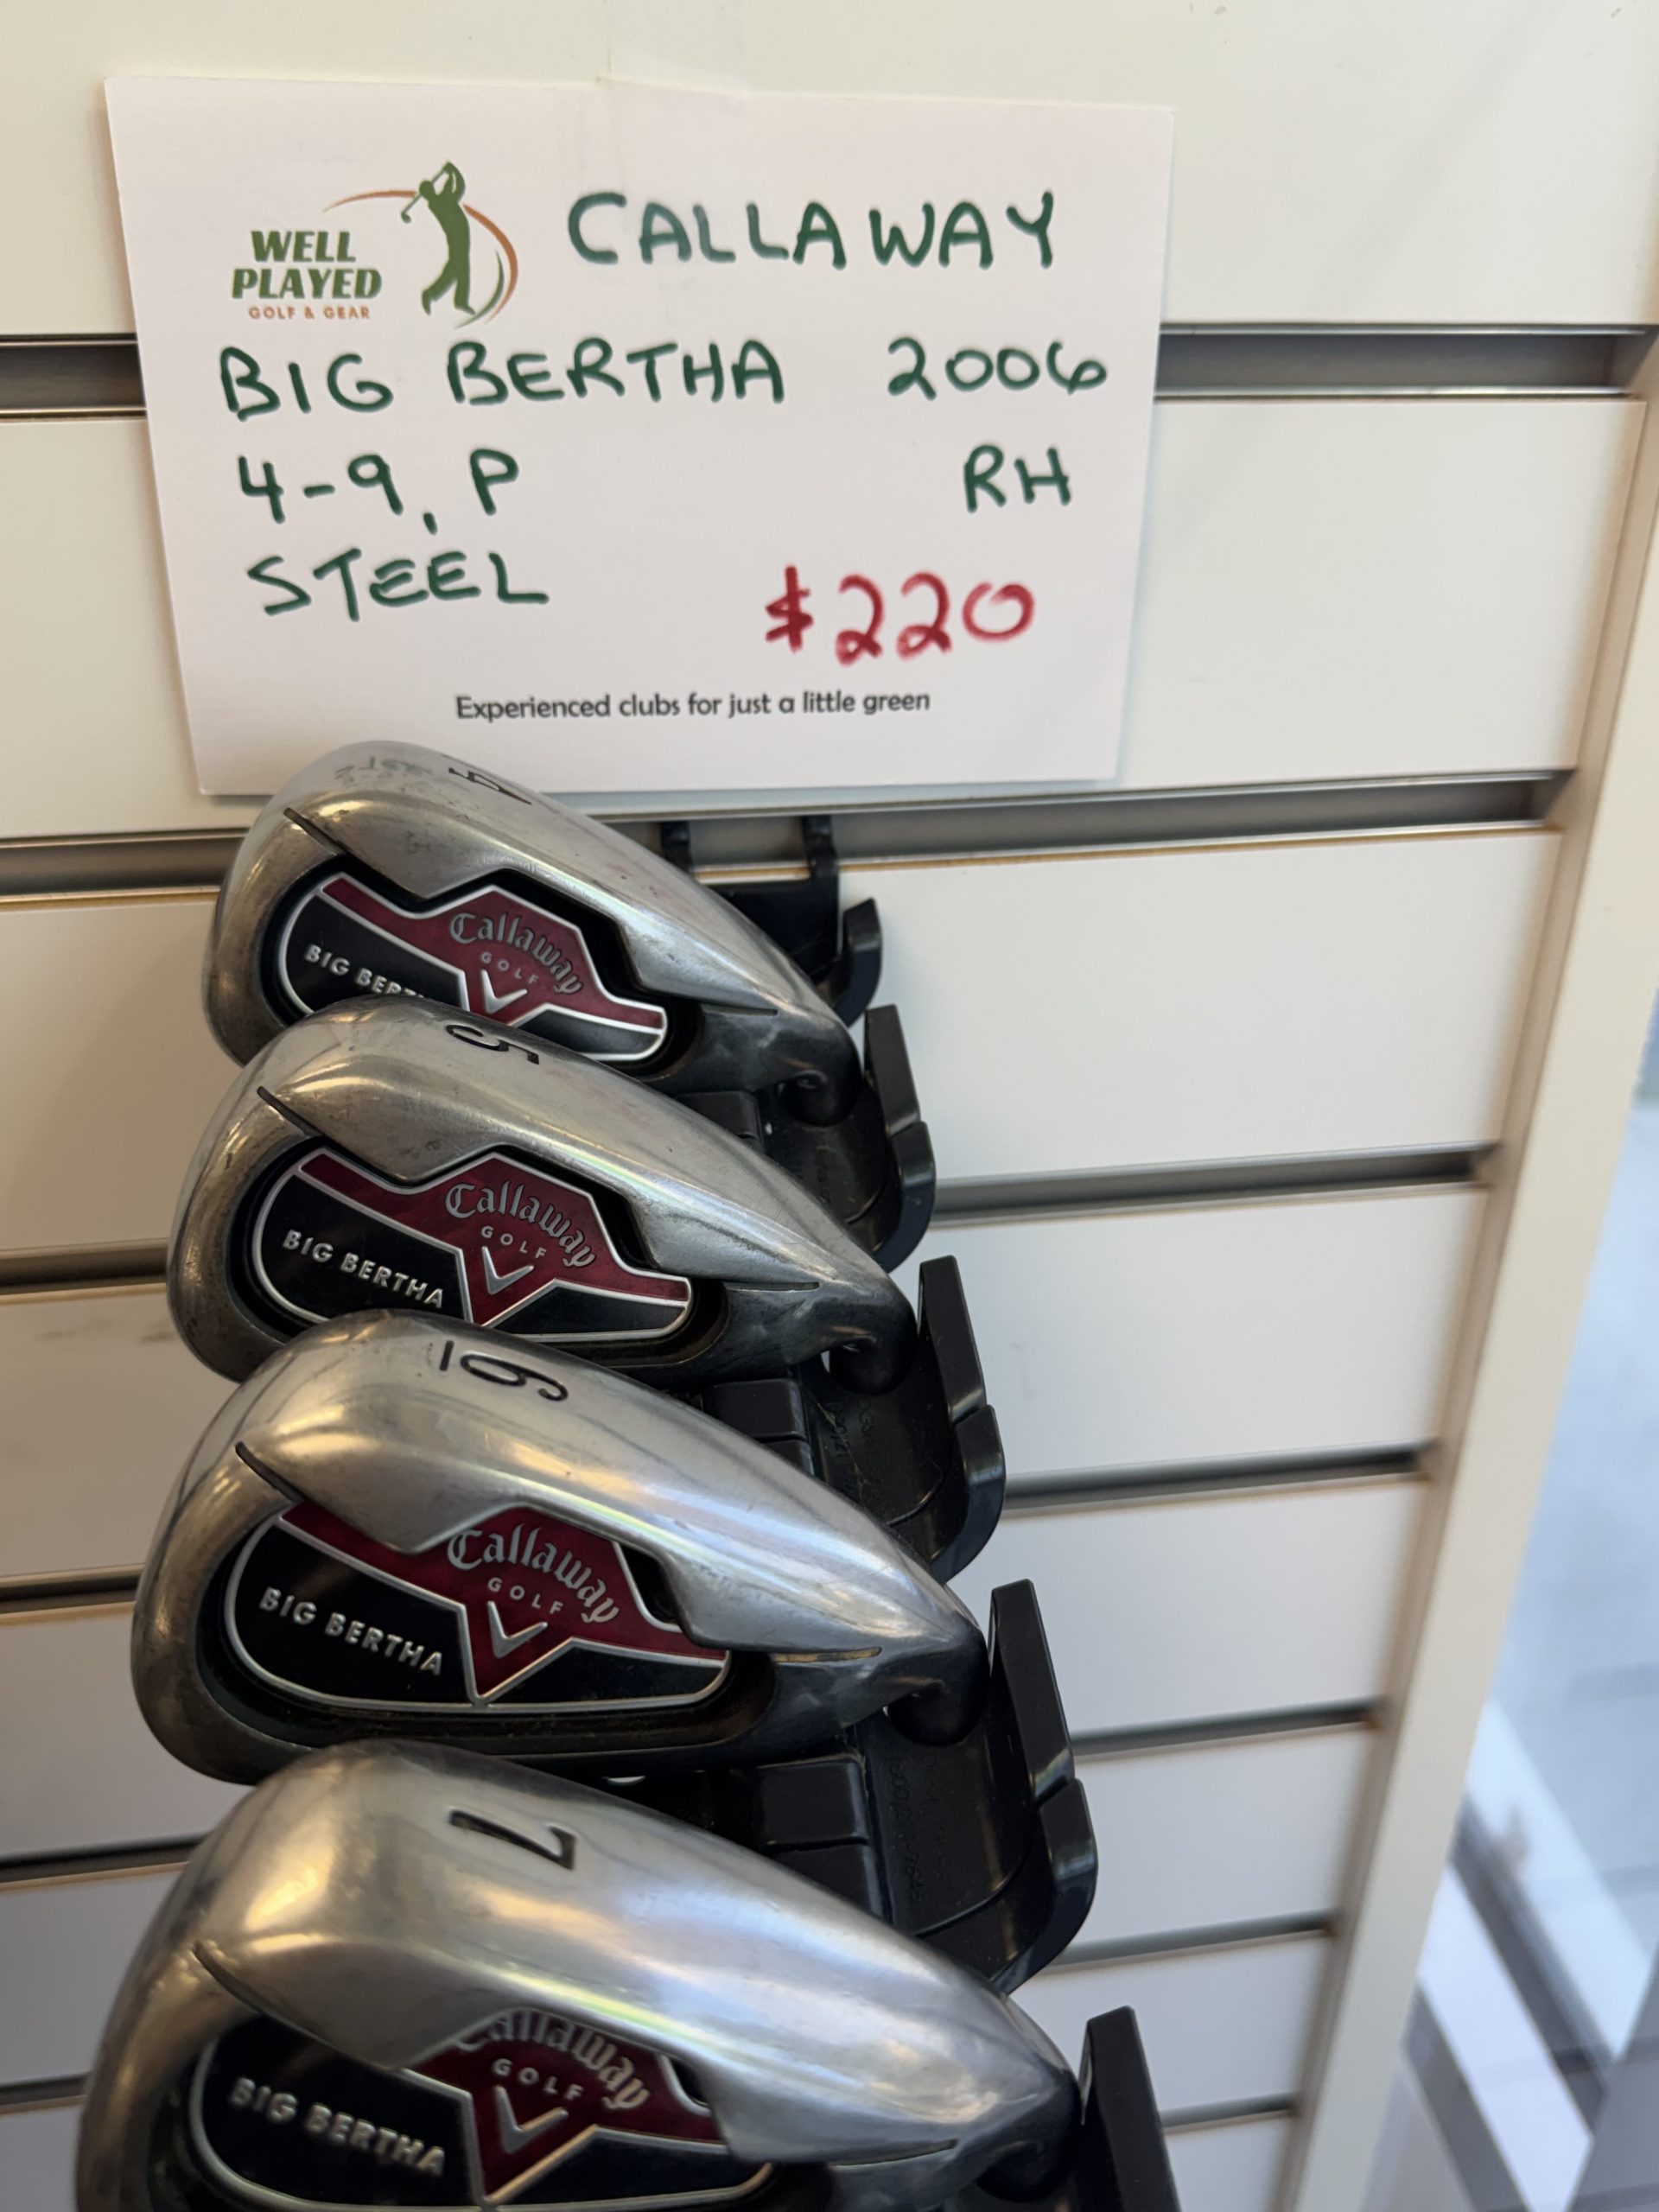 WELL
PLAYED
GOLF & GEAR
CALLAWAY
BIG BERTHA 2006
4-9, P RH
STEEL $220
Experienced clubs for just a little green
4
Callaway
GOLF
BIG
5
Callaway
GOLF
BIG BERTHA
6
Callaway
GOLF
BIG BERTHA
7
Callaway
GOLF
BIG BERTHA